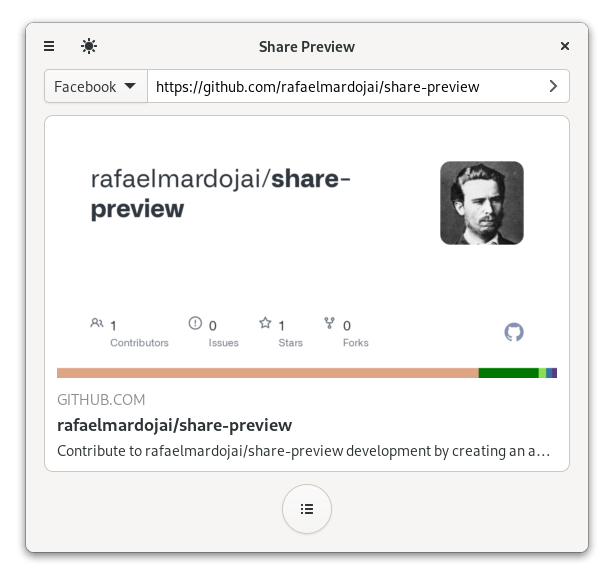 Share Preview
Facebook
https://github.com/rafaelmardojai/share-preview
rafaelmardojai/share-
preview
1 0 1 0
Contributors Issues Stars Forks
GITHUB.COM
rafaelmardojai/share-preview
Contribute to rafaelmardojai/share-preview development by creating an a...